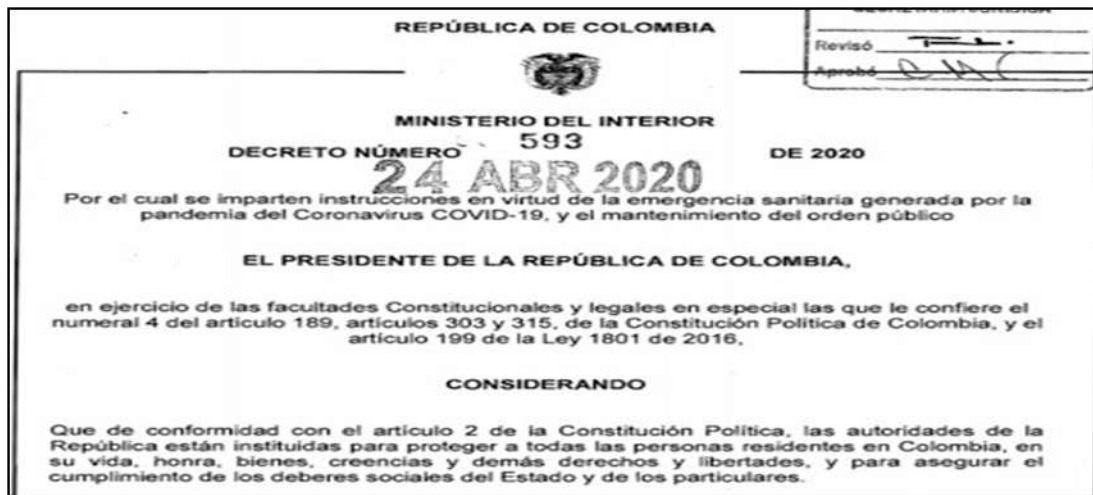 REPÚBLICA DE COLOMBIA
Revisó
Aprobó
MINISTERIO DEL INTERIOR
DECRETO NÚMERO 593 DE 2020
24 ABR 2020
Por el cual se imparten instrucciones en virtud de la emergencia sanitaria generada por la
pandemia del Coronavirus COVID-19, y el mantenimiento del orden público
EL PRESIDENTE DE LA REPÚBLICA DE COLOMBIA,
en ejercicio de las facultades Constitucionales y legales en especial las que le confiere el
numeral 4 del artículo 189, artículos 303 y 315, de la Constitución Política de Colombia, y el
artículo 199 de la Ley 1801 de 2016,
CONSIDERANDO
Que de conformidad con el artículo 2 de la Constitución Política, las autoridades de la
República están instituidas para proteger a todas las personas residentes en Colombia, en
su vida, honra, bienes, creencias y demás derechos y libertades, y para asegurar el
cumplimiento de los deberes sociales del Estado y de los particulares.